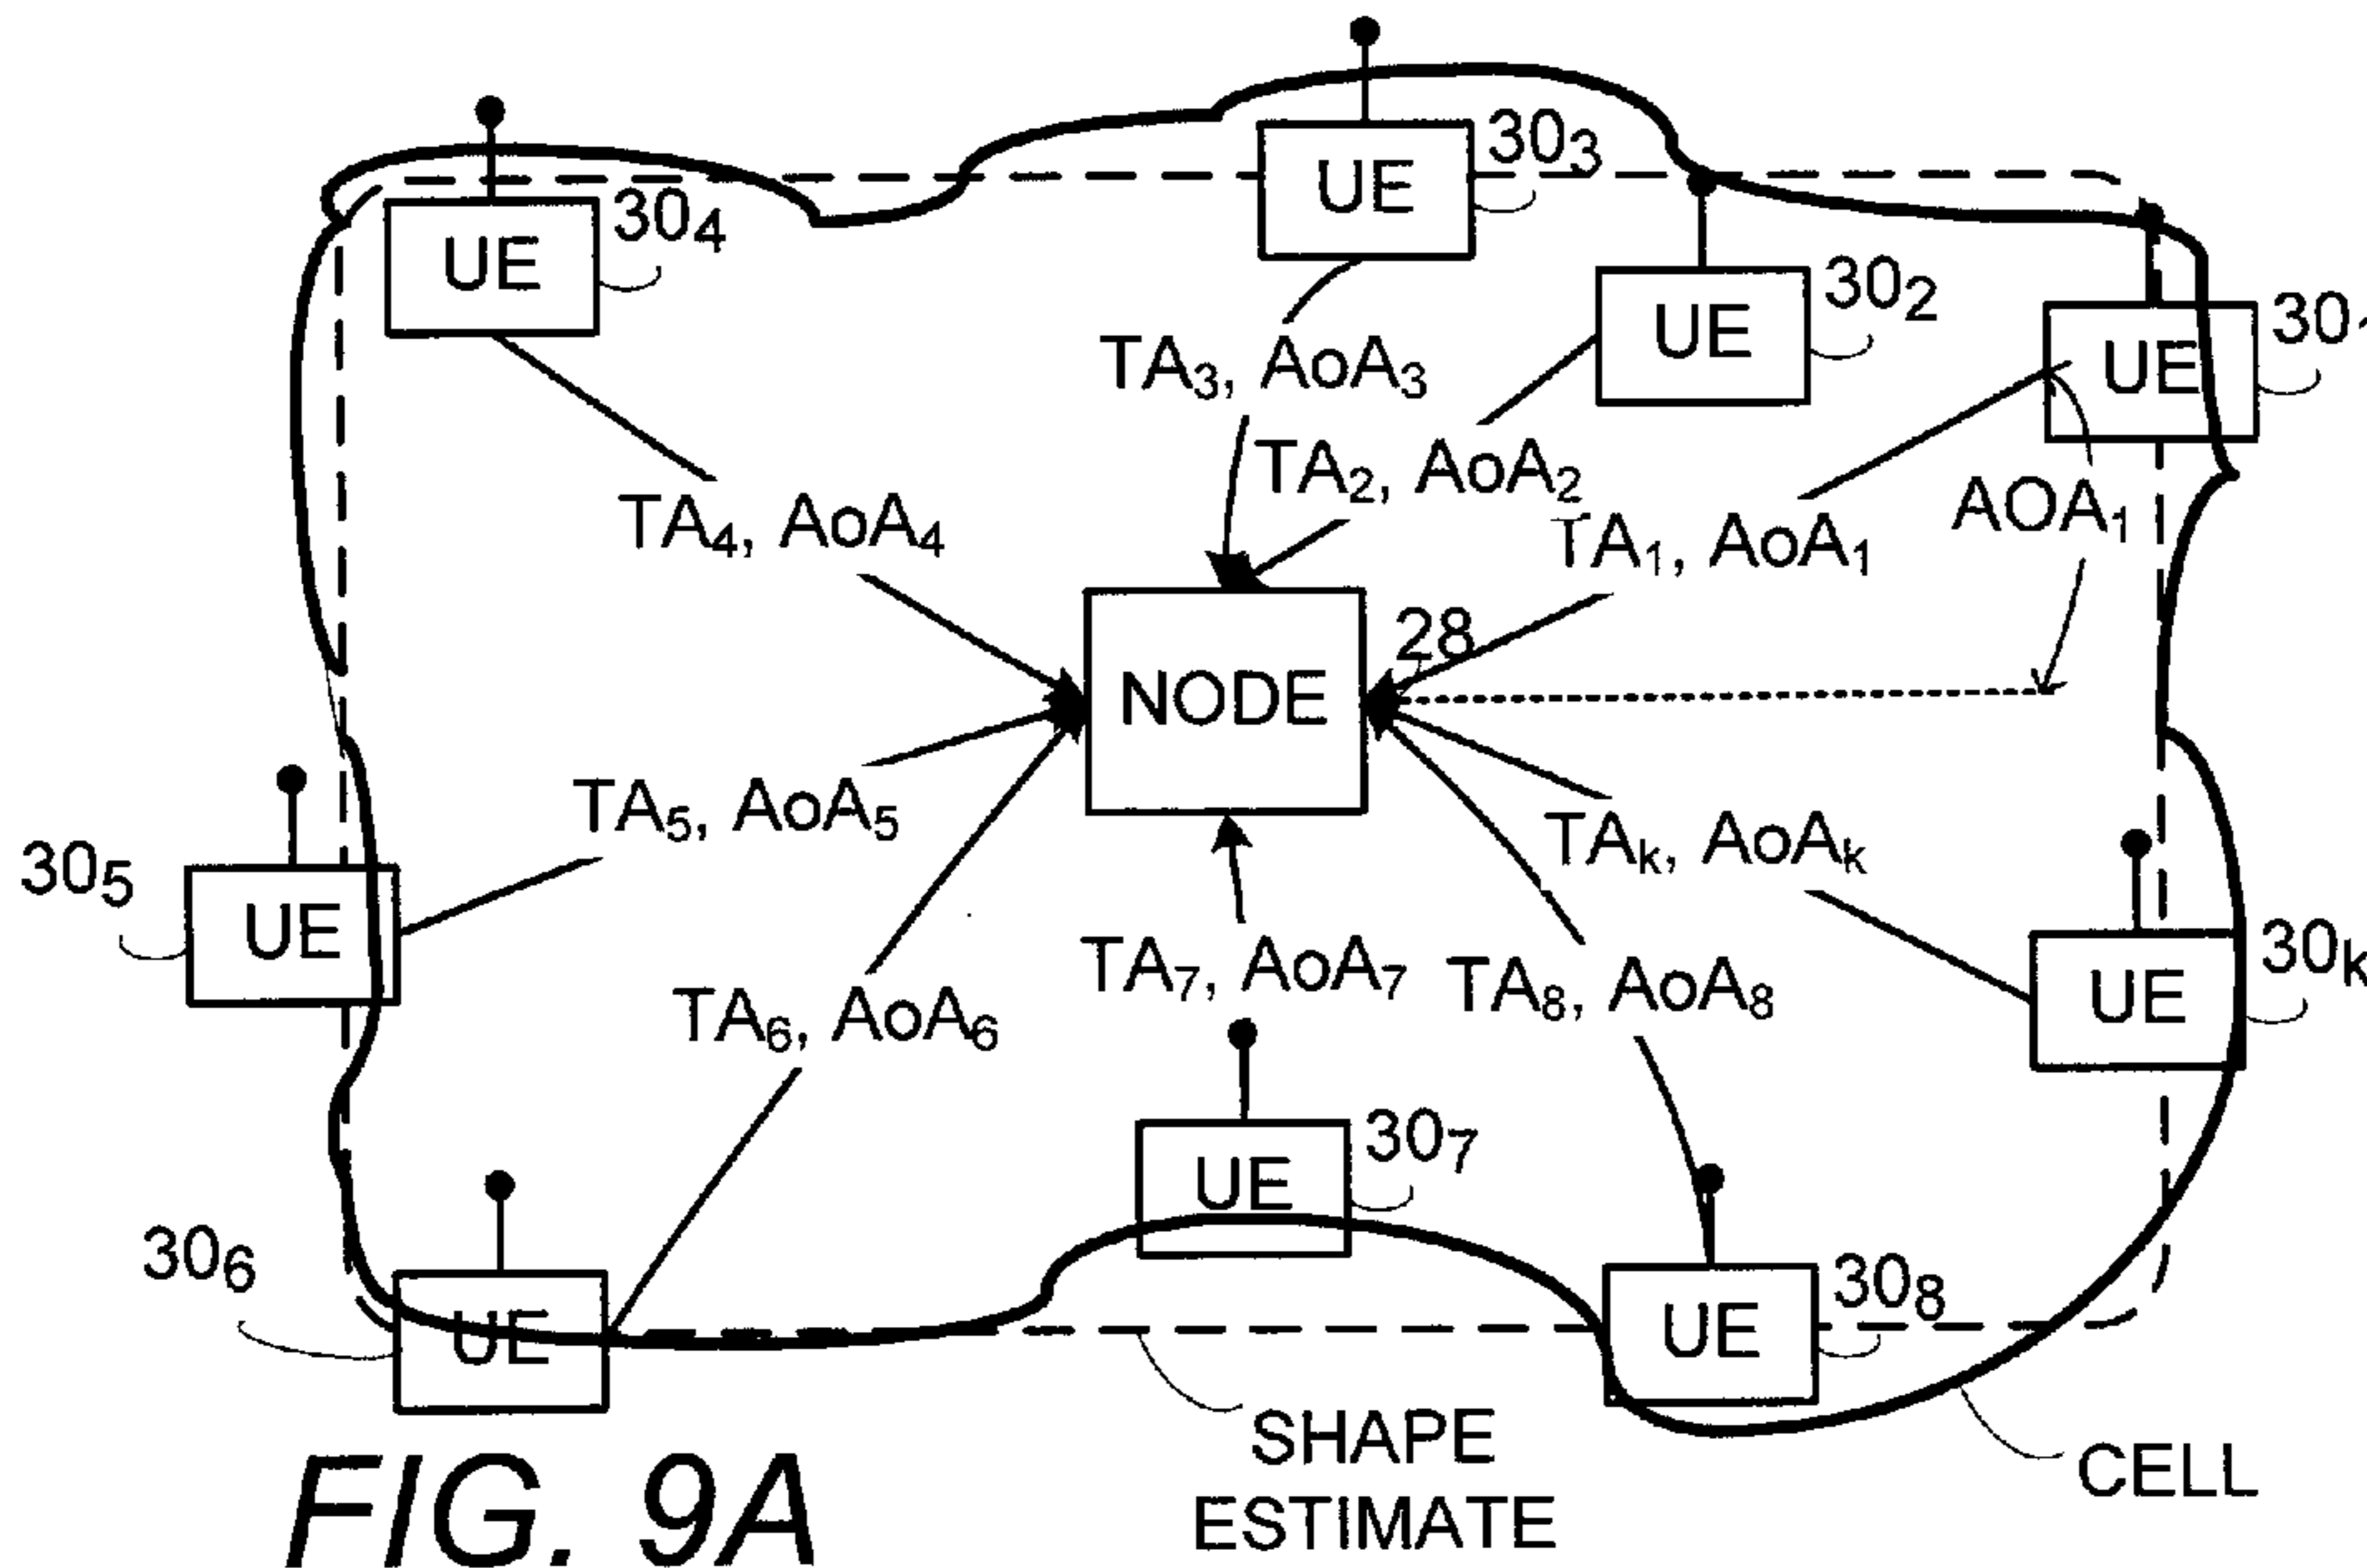 30₃
UE
30₄
UE
30₂
UE
30₁
UE
TA₃, AoA₃
TA₂, AoA₂
TA₄, AoA₄
TA₁, AoA₁
AOA₁
28
NODE
TA₅, AoA₅
TAₖ, AoAₖ
30₅
UE
30ₖ
UE
TA₇, AoA₇
TA₈, AoA₈
TA₆, AoA₆
30₇
UE
30₆
UE
30₈
UE
SHAPE
ESTIMATE
CELL
FIG. 9A